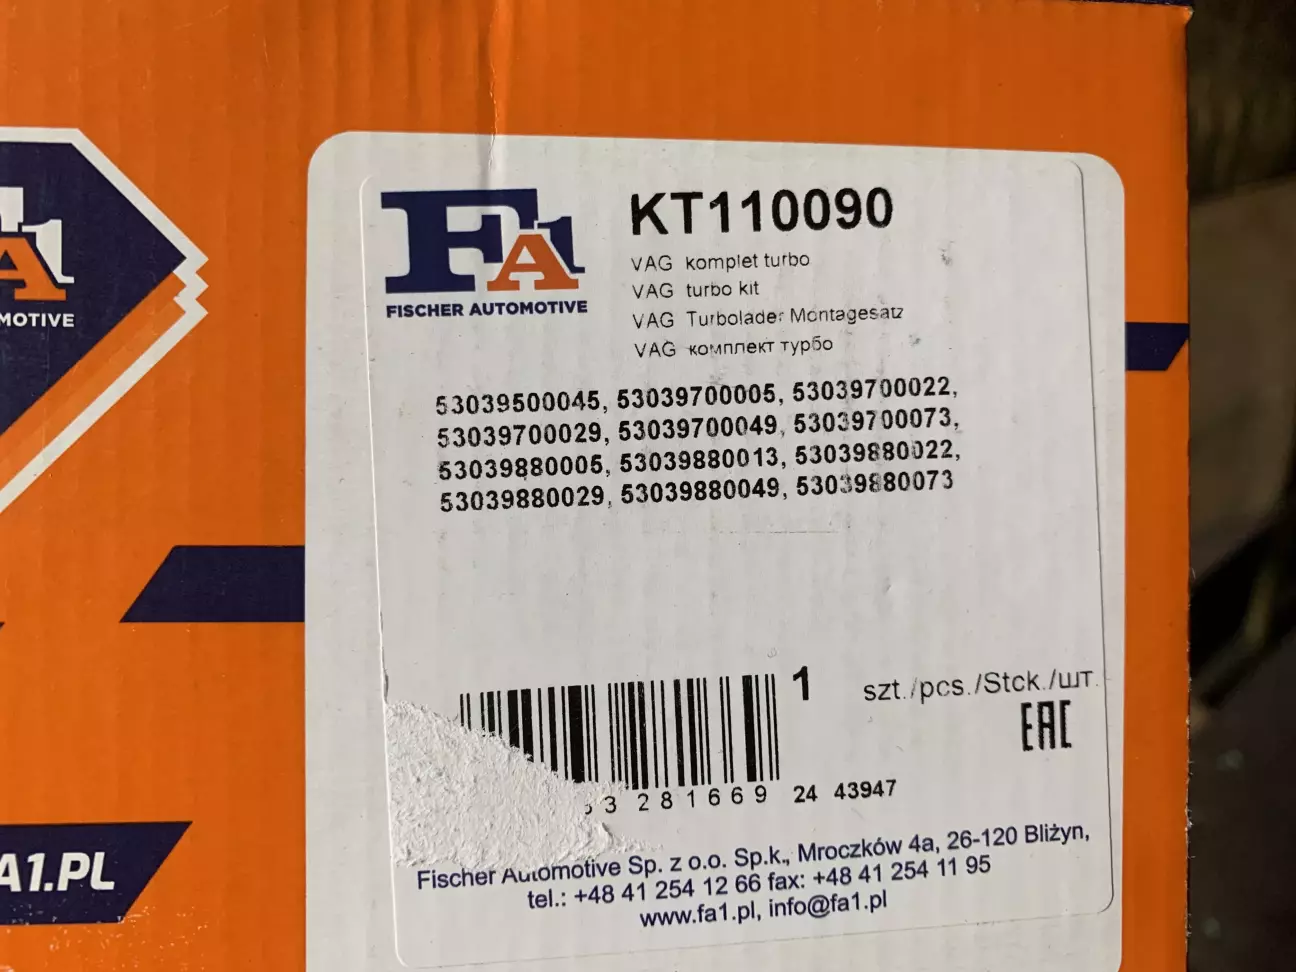 FA1
FISCHER AUTOMOTIVE
KT110090
VAG komplet turbo
VAG turbo kit
VAG Turbolader Montagesatz
VAG комплект турбо
53039500045, 53039700005, 53039700022,
53039700029, 53039700049, 53039700073,
53039880005, 53039880013, 53039880022,
53039880029, 53039880049, 53039880073
1 szt./pcs./Stck./шт.
EAC
3 281669 24 43947
Fischer Automotive Sp. z o.o. Sp.k., Mroczków 4a, 26-120 Bliżyn,
tel.: +48 41 254 12 66 fax: +48 41 254 11 95
www.fa1.pl, info@fa1.pl
MOTIVE
A1.PL